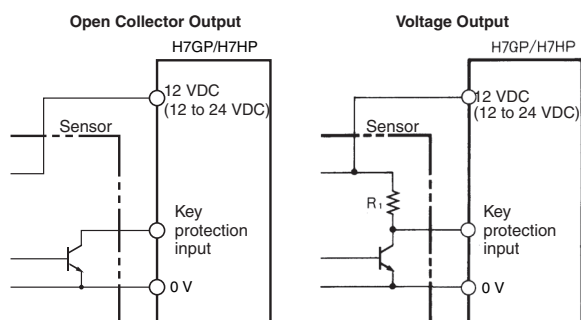 Open Collector Output
H7GP/H7HP
12 VDC
(12 to 24 VDC)
Sensor
Key
protection
input
0 V
Voltage Output
H7GP/H7HP
12 VDC
(12 to 24 VDC)
Sensor
R1
Key
protection
input
0 V